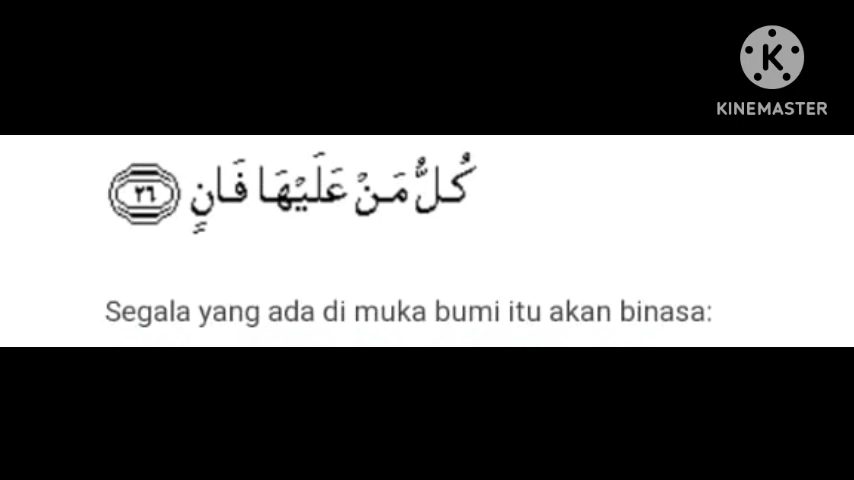 KINEMASTER
كُلُّ مَنْ عَلَيْهَا فَانٍ ٢٦
Segala yang ada di muka bumi itu akan binasa: